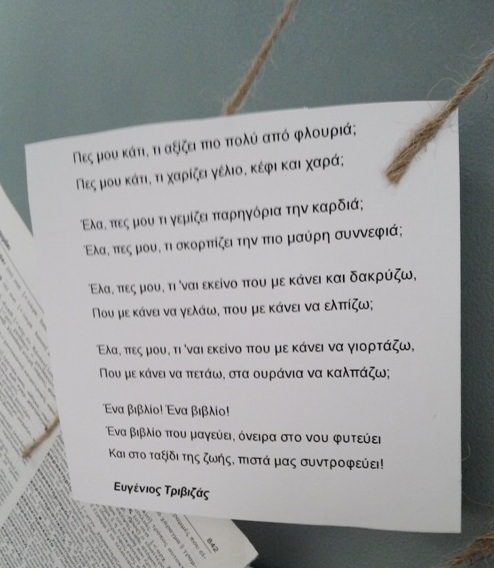 Πες μου κάτι, τι αξίζει πιο πολύ από φλουριά;
Πες μου κάτι, τι χαρίζει γέλιο, κέφι και χαρά;
Έλα, πες μου τι γεμίζει παρηγόρια την καρδιά;
Έλα, πες μου, τι σκορπίζει την πιο μαύρη συννεφιά;
Έλα, πες μου, τι 'ναι εκείνο που με κάνει και δακρύζω,
Που με κάνει να γελάω, που με κάνει να ελπίζω;
Έλα, πες μου, τι 'ναι εκείνο που με κάνει να γιορτάζω,
Που με κάνει να πετάω, στα ουράνια να καλπάζω;
Ένα βιβλίο! Ένα βιβλίο!
Ένα βιβλίο που μαγεύει, όνειρα στο νου φυτεύει
Και στο ταξίδι της ζωής, πιστά μας συντροφεύει!
Ευγένιος Τριβιζάς
842